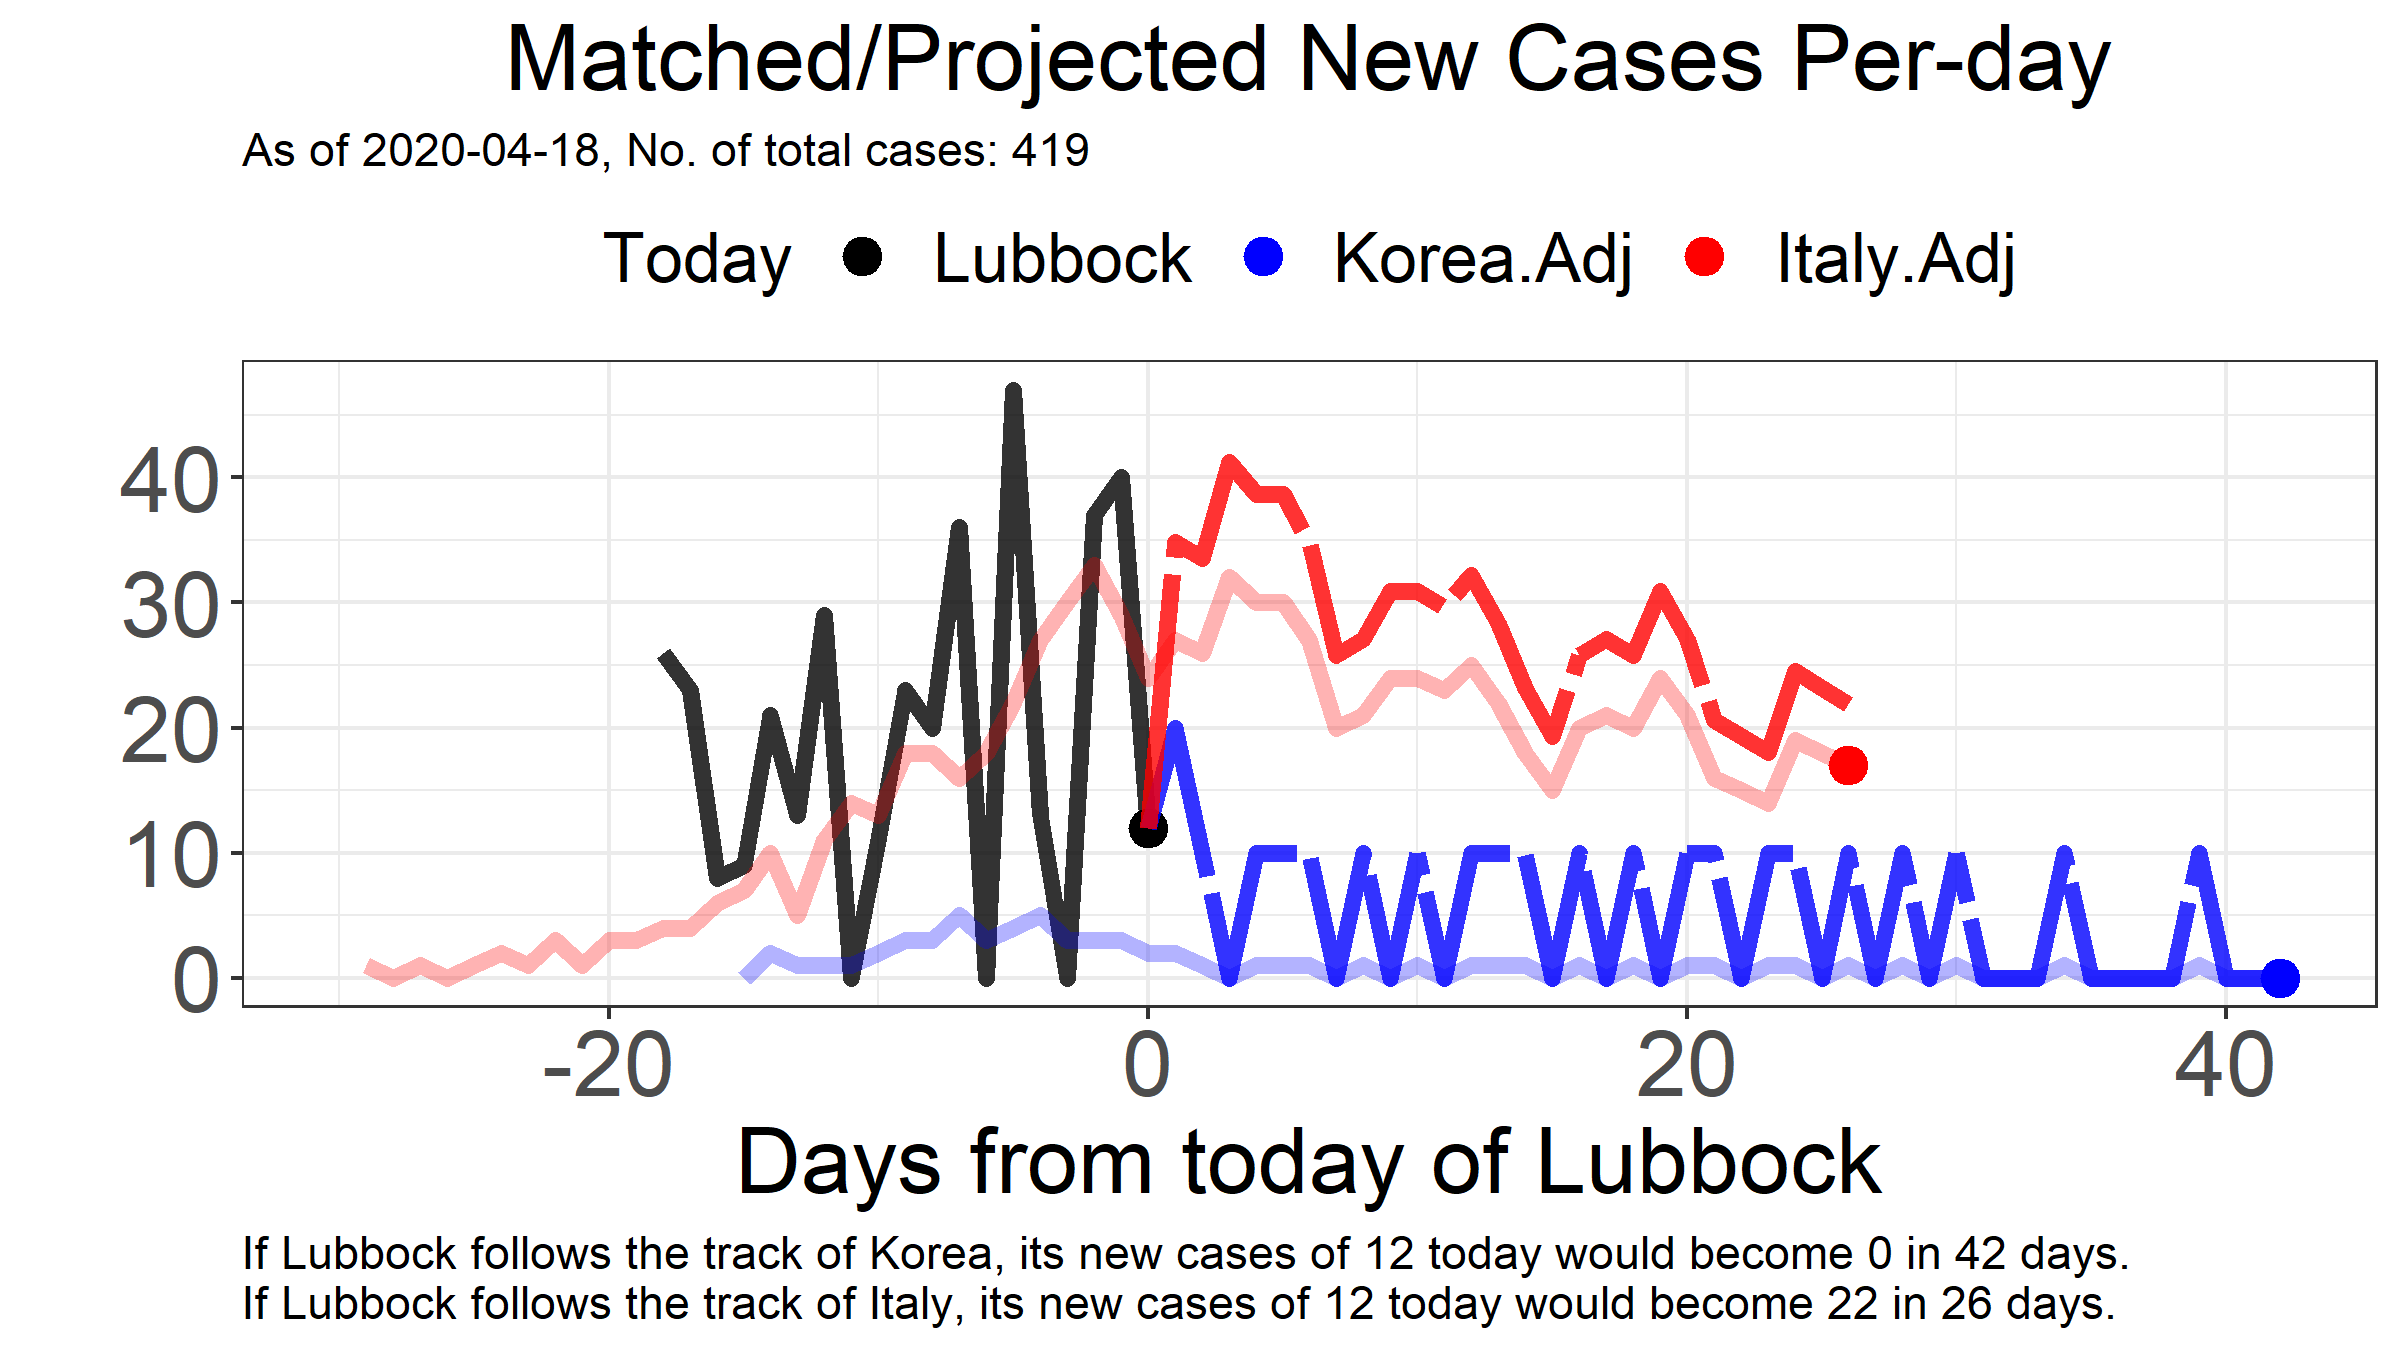 Matched/Projected New Cases Per-day
As of 2020-04-18, No. of total cases: 419
Today Lubbock Korea.Adj Italy.Adj
40
30
20
10
0
-20 0 20 40
Days from today of Lubbock
If Lubbock follows the track of Korea, its new cases of 12 today would become 0 in 42 days.
If Lubbock follows the track of Italy, its new cases of 12 today would become 22 in 26 days.